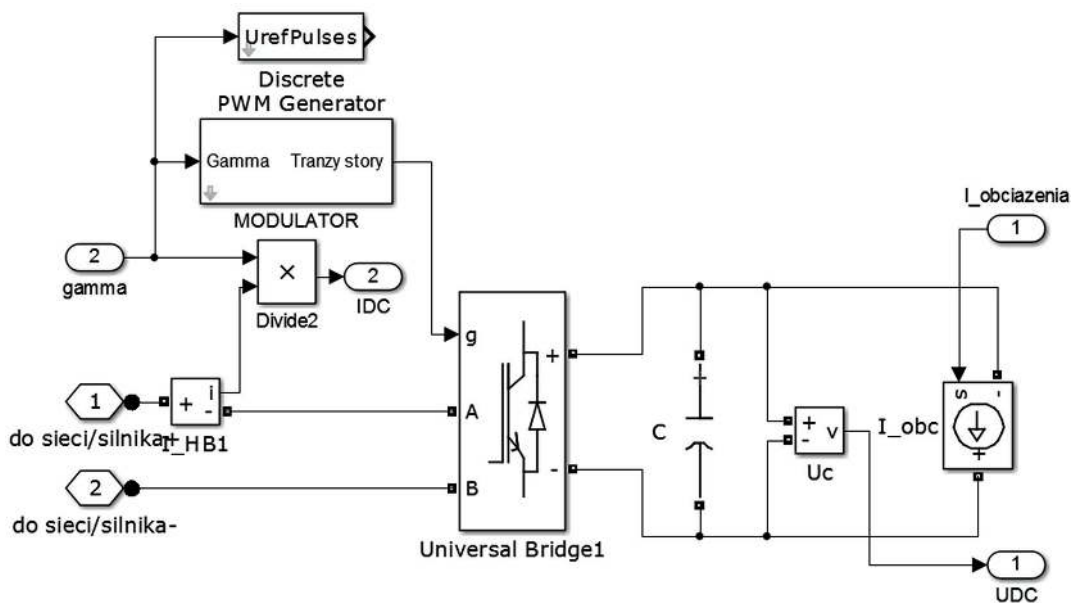 UrefPulses
Discrete
PWM Generator
Gamma
Tranzy story
MODULATOR
2
gamma
×
Divide2
2
IDC
1
do sieci/silnika+
+
i
-
I_HB1
2
do sieci/silnika-
g
A
B
+
-
Universal Bridge1
C
+
-
v
Uc
I_obciazenia
1
s
-
+
I_obc
1
UDC